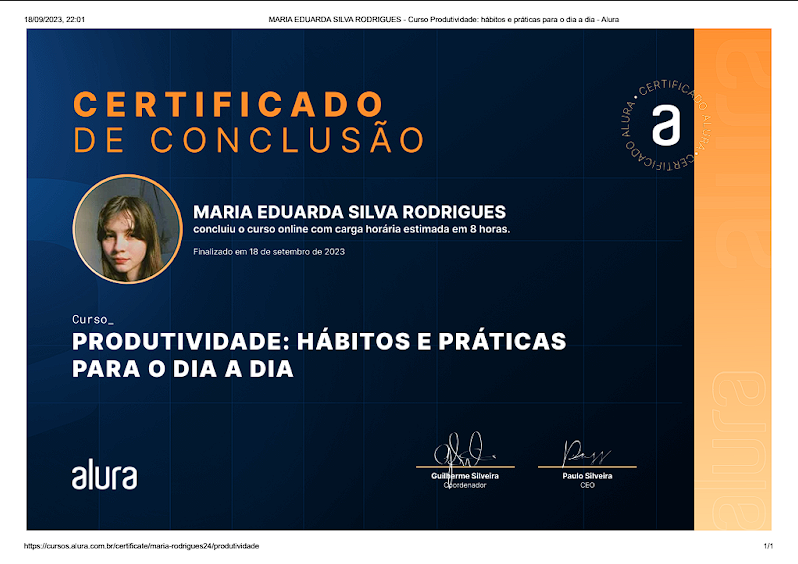 18/09/2023, 22:01
MARIA EDUARDA SILVA RODRIGUES - Curso Produtividade: hábitos e práticas para o dia a dia - Alura
CERTIFICADO
DE CONCLUSÃO
CERTIFICADO ALURA • CERTIFICADO ALURA •
a
alura
MARIA EDUARDA SILVA RODRIGUES
concluiu o curso online com carga horária estimada em 8 horas.
Finalizado em 18 de setembro de 2023
Curso_
PRODUTIVIDADE: HÁBITOS E PRÁTICAS
PARA O DIA A DIA
alura
alura
Guilherme Silveira
Coordenador
Paulo Silveira
CEO
https://cursos.alura.com.br/certificate/maria-rodrigues24/produtividade
1/1